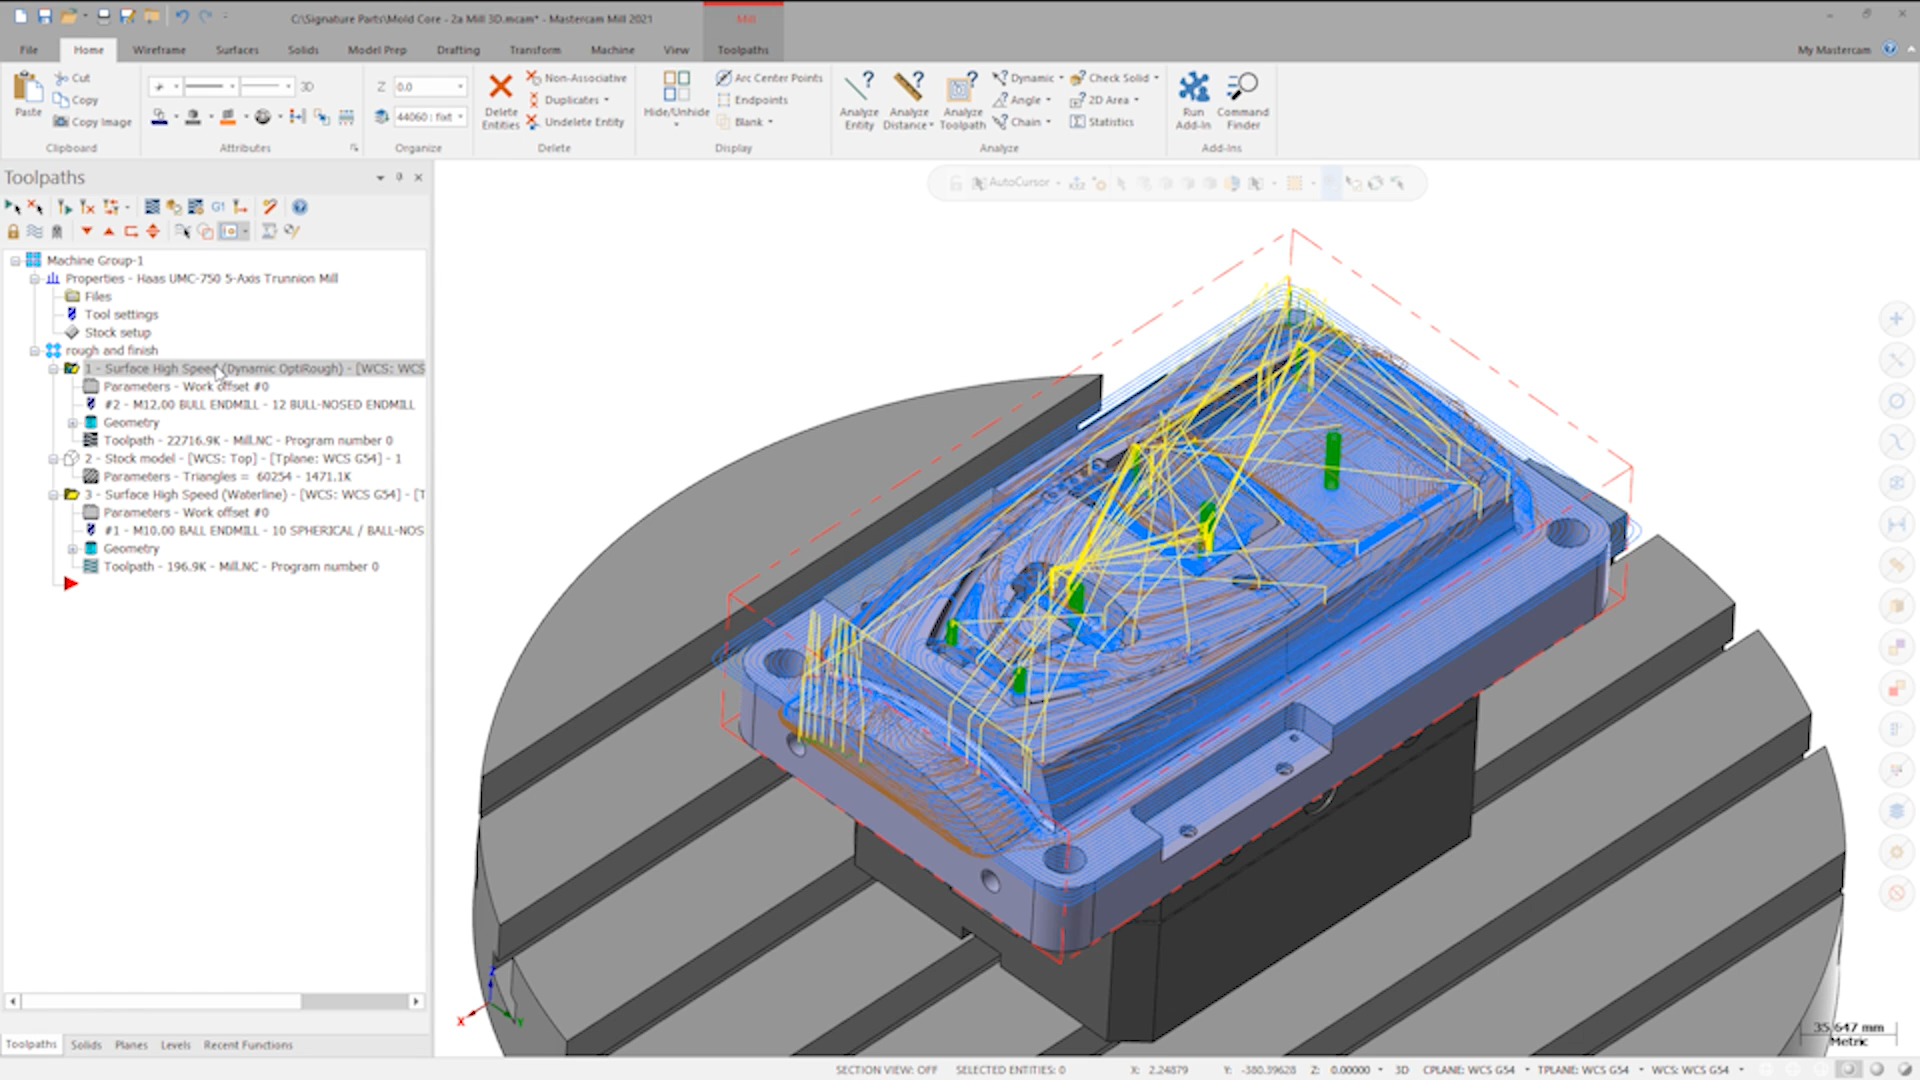 C:\Signature Parts\Mold Core - 2a Mill 3D.mcam* - Mastercam Mill 2021
Mill
File Home Wireframe Surfaces Solids Model Prep Drafting Transform Machine View Toolpaths My Mastercam
Paste
Cut
Copy
Copy Image
Clipboard
3D
Attributes
Z 0.0
44060 : fixt
Organize
Delete Entities
Non-Associative
Duplicates
Undelete Entity
Delete
Hide/Unhide
Arc Center Points
Endpoints
Blank
Display
Analyze Entity
Analyze Distance
Analyze Toolpath
Dynamic
Angle
Chain
Check Solid
2D Area
Statistics
Analyze
Run Add-In
Command Finder
Add-Ins
Toolpaths
AutoCursor
G1
Machine Group-1
Properties - Haas UMC-750 5-Axis Trunnion Mill
Files
Tool settings
Stock setup
rough and finish
1 - Surface High Speed (Dynamic OptiRough) - [WCS: WCS
Parameters - Work offset #0
#2 - M12.00 BULL ENDMILL - 12 BULL-NOSED ENDMILL
Geometry
Toolpath - 22716.9K - Mill.NC - Program number 0
2 - Stock model - [WCS: Top] - [Tplane: WCS G54] - 1
Parameters - Triangles = 60254 - 1471.1K
3 - Surface High Speed (Waterline) - [WCS: WCS G54] - [T
Parameters - Work offset #0
#1 - M10.00 BALL ENDMILL - 10 SPHERICAL / BALL-NOS
Geometry
Toolpath - 196.9K - Mill.NC - Program number 0
Z
X
Y
35.647 mm
Metric
Toolpaths Solids Planes Levels Recent Functions
SECTION VIEW: OFF SELECTED ENTITIES: 0 X: 2.24879 Y: -380.39628 Z: 0.00000 3D CPLANE: WCS G54 TPLANE: WCS G54 WCS: WCS G54